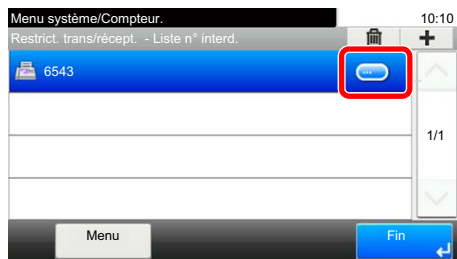 Menu système/Compteur.
10:10
Restrict. trans/récept. - Liste n° interd.
6543
1/1
Menu
Fin